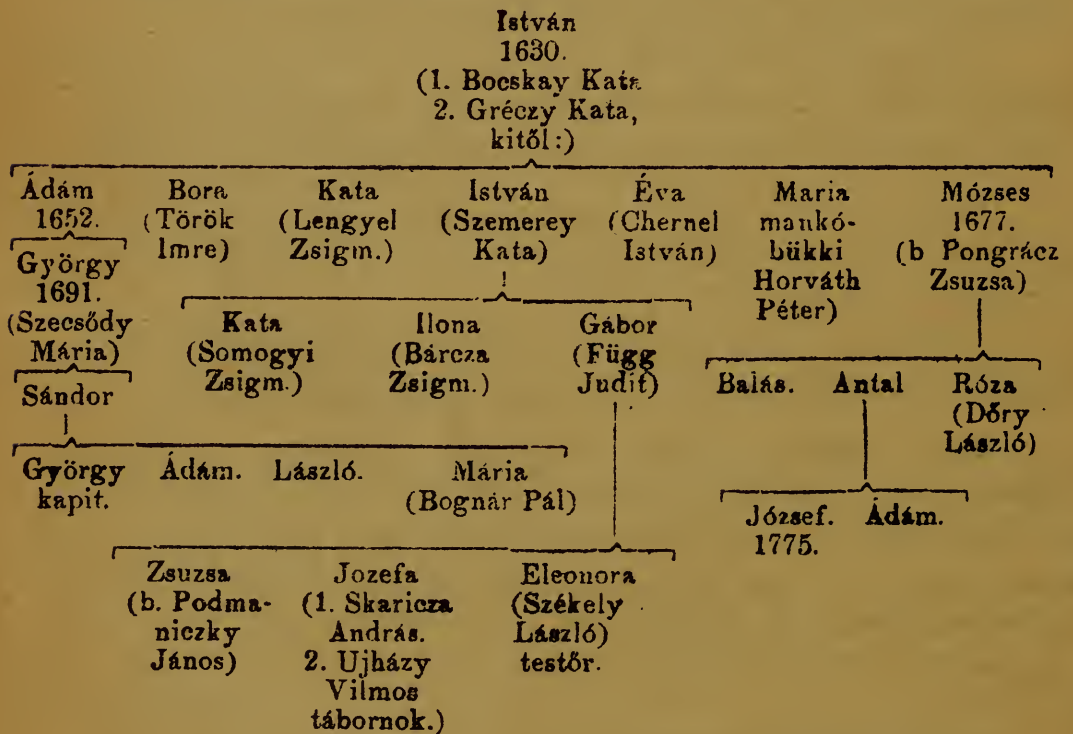 István
1630.
(1. Bocskay Kata
2. Gréczy Kata,
kitől:)
Ádám Bora Kata István Éva Maria Mózses
1652. (Török (Lengyel (Szemerey (Chernel mankó- 1677.
György Imre) Zsigm.) Kata) István) bükki (b Pongrácz
1691. Horváth Zsuzsa)
(Szecsődy Péter)
Mária)
Kata Ilona Gábor
(Somogyi (Bárcza (Függ
Zsigm.) Zsigm.) Judit)
Sándor
Balás. Antal Róza
(Dőry
László)
György Ádám. László. Mária
kapit. (Bognár Pál)
József. Ádám.
1775.
Zsuzsa Jozefa Eleonora
(b. Podma- (1. Skaricza (Székely
niczky András. László)
János) 2. Ujházy testőr.
Vilmos
tábornok.)